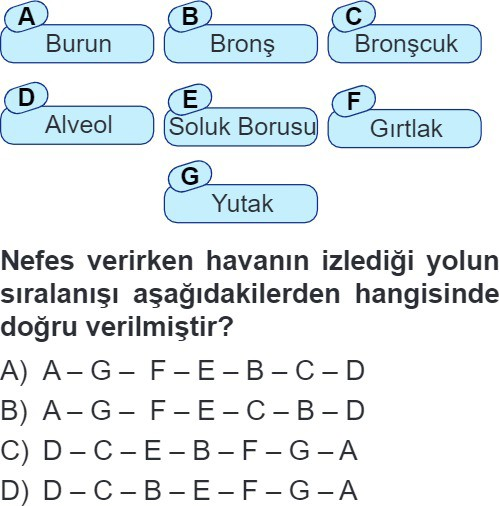 A B C
Burun Bronş Bronşcuk
D E F
Alveol Soluk Borusu Gırtlak
G
Yutak
Nefes verirken havanın izlediği yolun
sıralanışı aşağıdakilerden hangisinde
doğru verilmiştir?
A) A – G – F – E – B – C – D
B) A – G – F – E – C – B – D
C) D – C – E – B – F – G – A
D) D – C – B – E – F – G – A